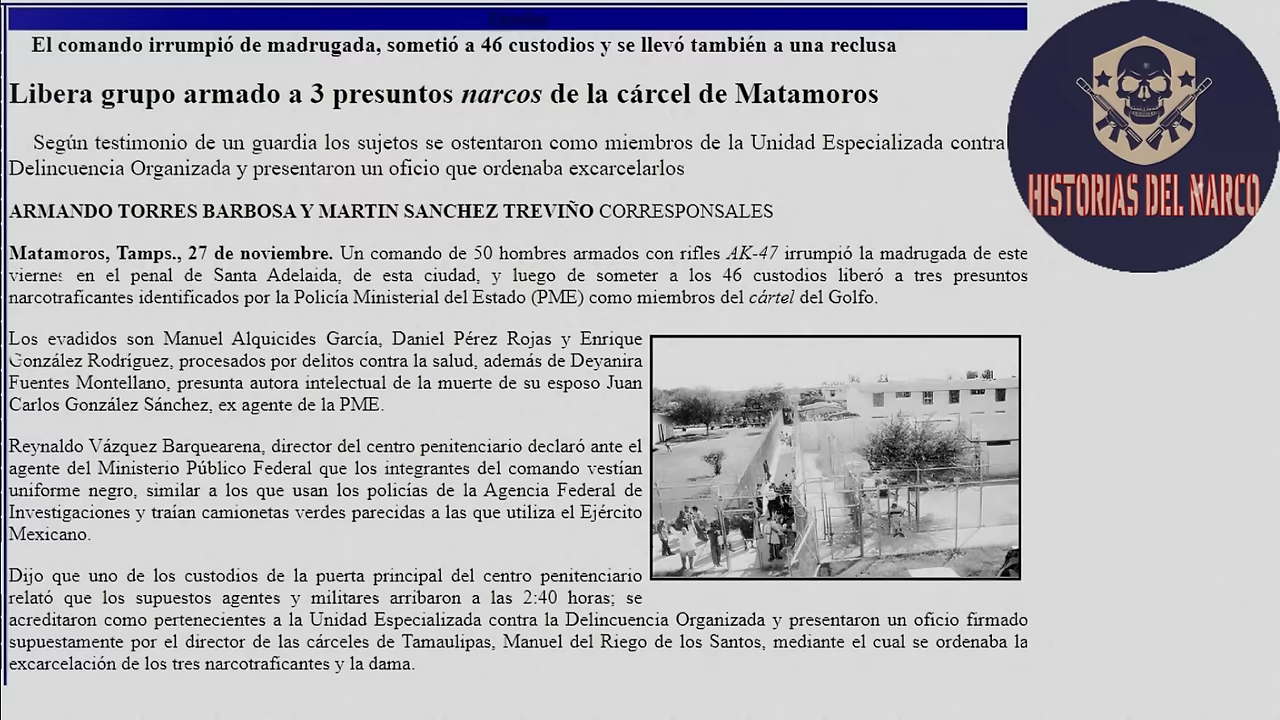 El comando irrumpió de madrugada, sometió a 46 custodios y se llevó también a una reclusa
Libera grupo armado a 3 presuntos narcos de la cárcel de Matamoros
Según testimonio de un guardia los sujetos se ostentaron como miembros de la Unidad Especializada contra
Delincuencia Organizada y presentaron un oficio que ordenaba excarcelarlos
ARMANDO TORRES BARBOSA Y MARTIN SANCHEZ TREVIÑO CORRESPONSALES
Matamoros, Tamps., 27 de noviembre. Un comando de 50 hombres armados con rifles AK-47 irrumpió la madrugada de este
viernes en el penal de Santa Adelaida, de esta ciudad, y luego de someter a los 46 custodios liberó a tres presuntos
narcotraficantes identificados por la Policía Ministerial del Estado (PME) como miembros del cártel del Golfo.
Los evadidos son Manuel Alquicides García, Daniel Pérez Rojas y Enrique
González Rodríguez, procesados por delitos contra la salud, además de Deyanira
Fuentes Montellano, presunta autora intelectual de la muerte de su esposo Juan
Carlos González Sánchez, ex agente de la PME.
Reynaldo Vázquez Barquearena, director del centro penitenciario declaró ante el
agente del Ministerio Público Federal que los integrantes del comando vestían
uniforme negro, similar a los que usan los policías de la Agencia Federal de
Investigaciones y traían camionetas verdes parecidas a las que utiliza el Ejército
Mexicano.
Dijo que uno de los custodios de la puerta principal del centro penitenciario
relató que los supuestos agentes y militares arribaron a las 2:40 horas; se
acreditaron como pertenecientes a la Unidad Especializada contra la Delincuencia Organizada y presentaron un oficio firmado
supuestamente por el director de las cárceles de Tamaulipas, Manuel del Riego de los Santos, mediante el cual se ordenaba la
excarcelación de los tres narcotraficantes y la dama.
HISTORIAS DEL NARCO